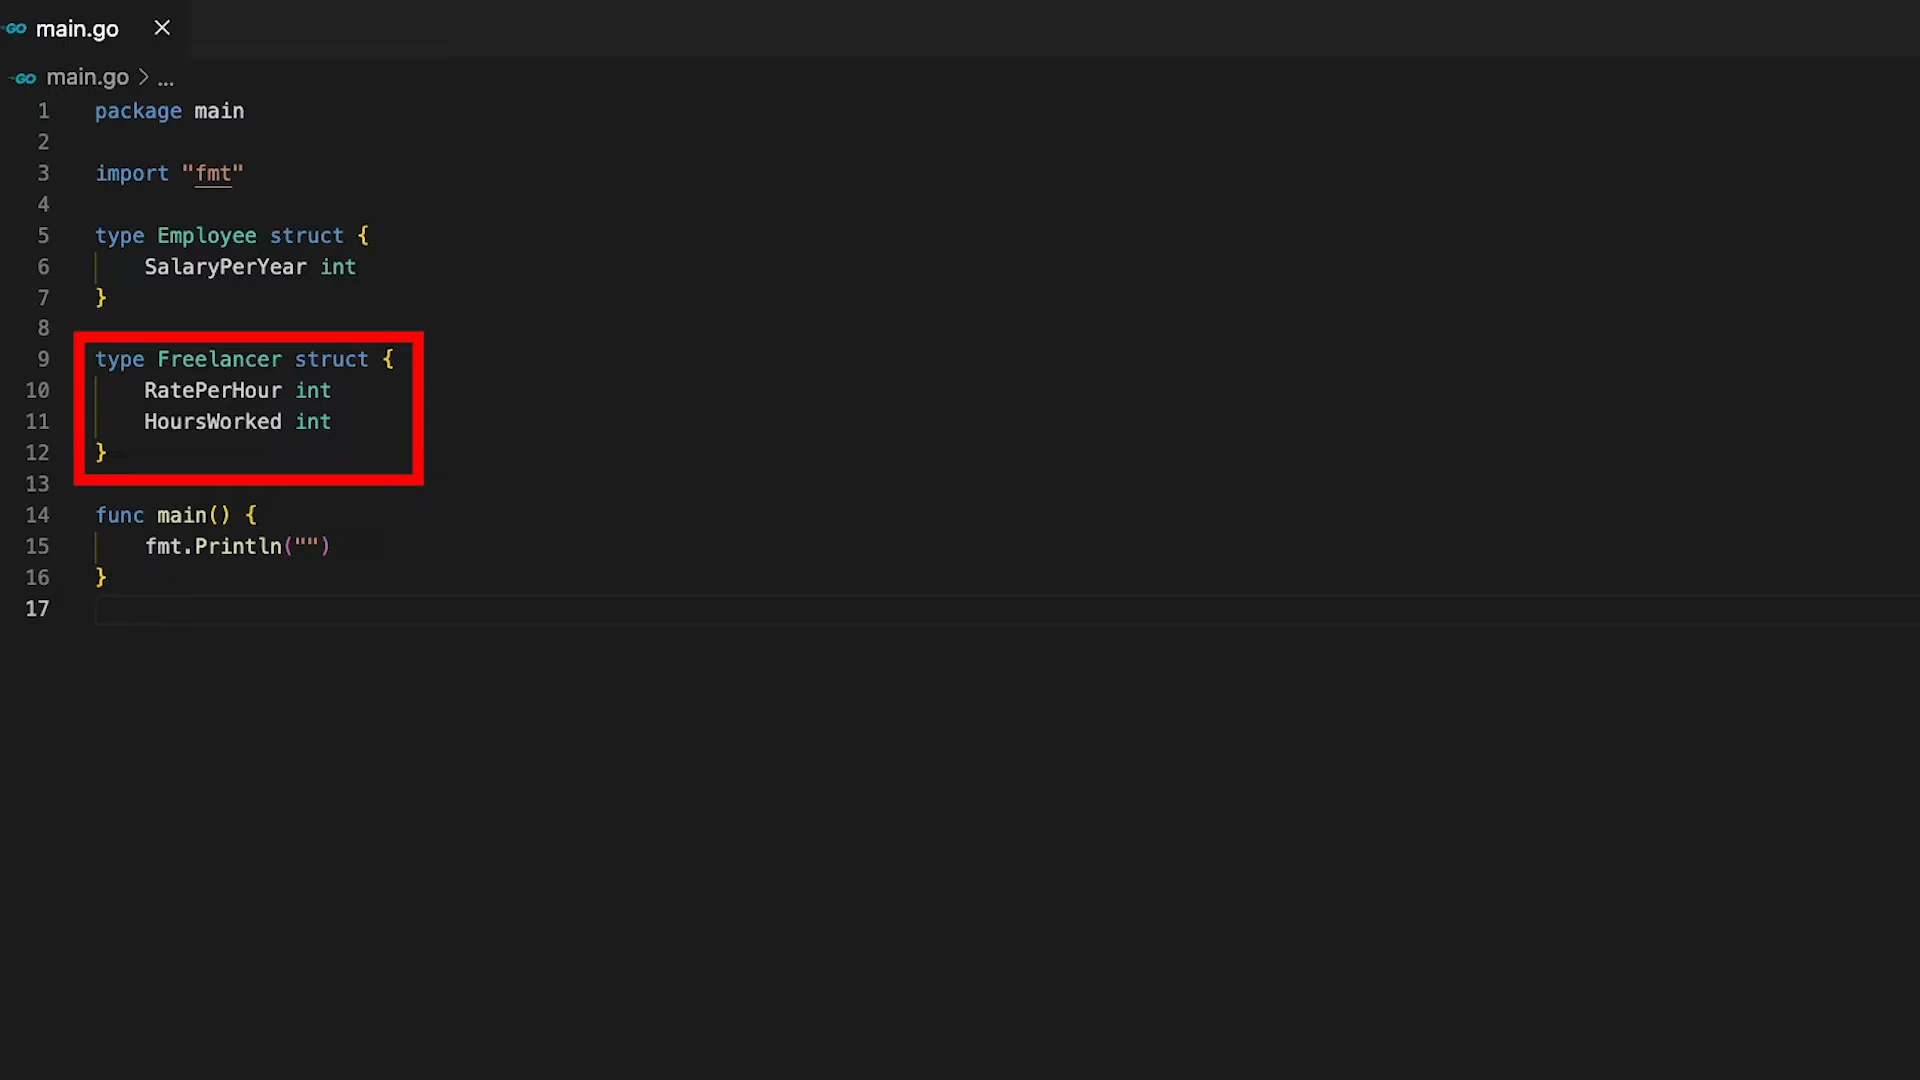 GO main.go ×
GO main.go > ...
1 package main
2
3 import "fmt"
4
5 type Employee struct {
6 SalaryPerYear int
7 }
8
9 type Freelancer struct {
10 RatePerHour int
11 HoursWorked int
12 }
13
14 func main() {
15 fmt.Println("")
16 }
17